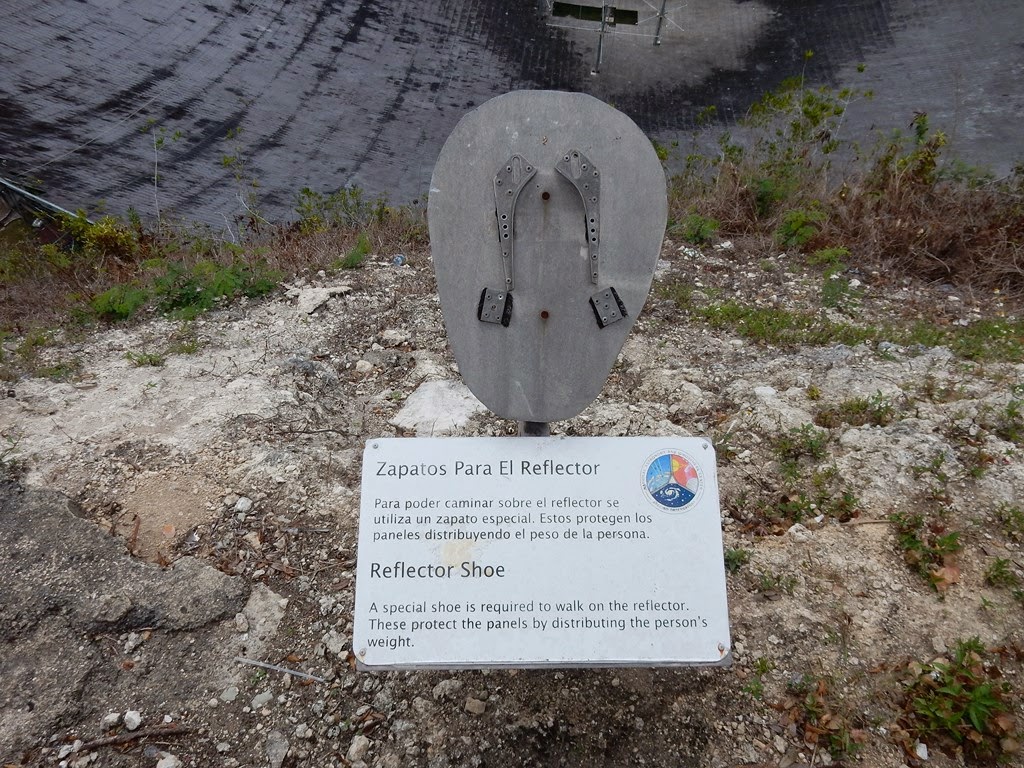 Zapatos Para El Reflector
Para poder caminar sobre el reflector se
utiliza un zapato especial. Estos protegen los
paneles distribuyendo el peso de la persona.
Reflector Shoe
A special shoe is required to walk on the reflector.
These protect the panels by distributing the person's
weight.